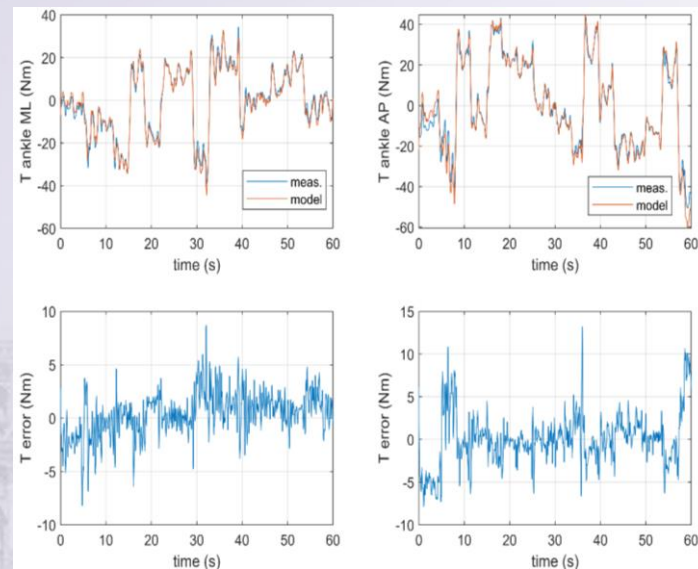 T ankle ML (Nm)
40
20
0
-20
-40
-60
meas.
model
0 10 20 30 40 50 60
time (s)
T ankle AP (Nm)
40
20
0
-20
-40
-60
meas.
model
0 10 20 30 40 50 60
time (s)
T error (Nm)
10
5
0
-5
-10
0 10 20 30 40 50 60
time (s)
T error (Nm)
15
10
5
0
-5
-10
0 10 20 30 40 50 60
time (s)